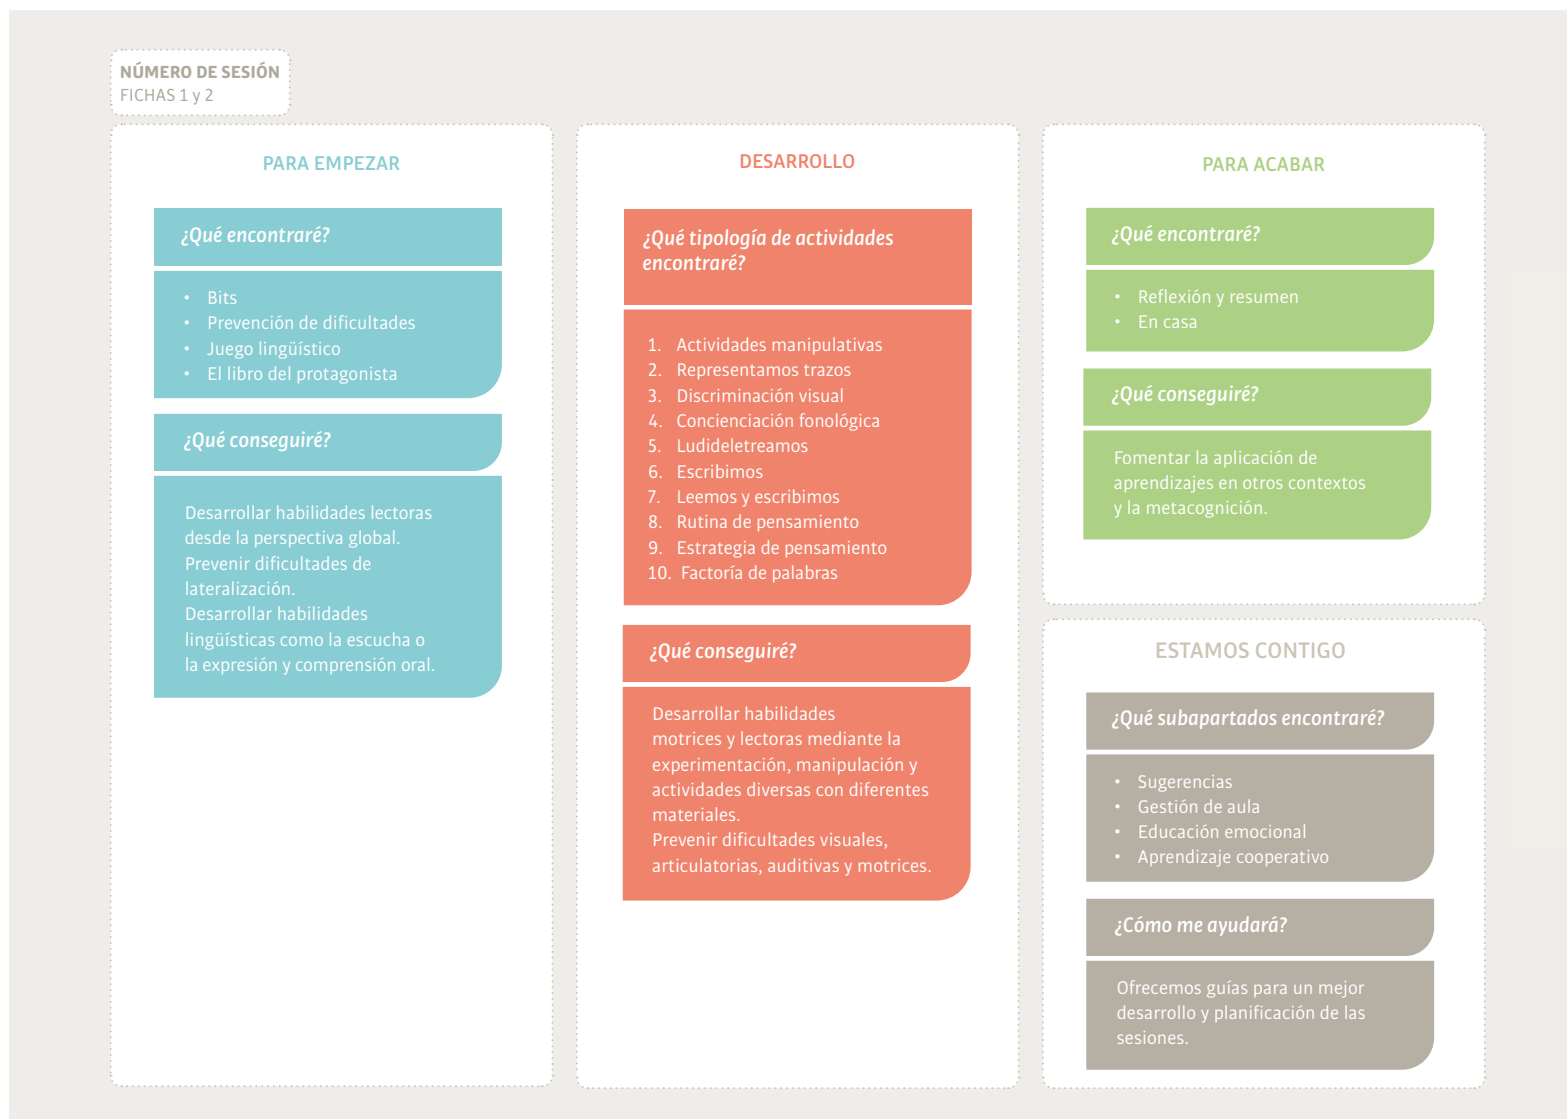 NÚMERO DE SESIÓN
FICHAS 1 y 2
PARA EMPEZAR
¿Qué encontraré?
• Bits
• Prevención de dificultades
• Juego lingüístico
• El libro del protagonista
¿Qué conseguiré?
Desarrollar habilidades lectoras
desde la perspectiva global.
Prevenir dificultades de
lateralización.
Desarrollar habilidades
lingüísticas como la escucha o
la expresión y comprensión oral.
DESARROLLO
¿Qué tipología de actividades
encontraré?
1. Actividades manipulativas
2. Representamos trazos
3. Discriminación visual
4. Concienciación fonológica
5. Ludideletreamos
6. Escribimos
7. Leemos y escribimos
8. Rutina de pensamiento
9. Estrategia de pensamiento
10. Factoría de palabras
¿Qué conseguiré?
Desarrollar habilidades
motrices y lectoras mediante la
experimentación, manipulación y
actividades diversas con diferentes
materiales.
Prevenir dificultades visuales,
articulatorias, auditivas y motrices.
PARA ACABAR
¿Qué encontraré?
• Reflexión y resumen
• En casa
¿Qué conseguiré?
Fomentar la aplicación de
aprendizajes en otros contextos
y la metacognición.
ESTAMOS CONTIGO
¿Qué subapartados encontraré?
• Sugerencias
• Gestión de aula
• Educación emocional
• Aprendizaje cooperativo
¿Cómo me ayudará?
Ofrecemos guías para un mejor
desarrollo y planificación de las
sesiones.